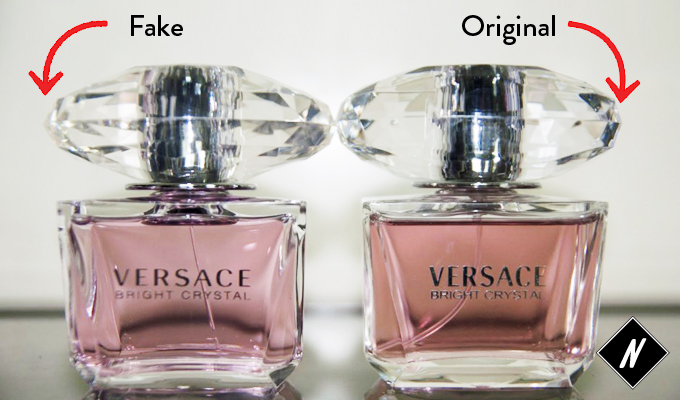 Fake
Original
VERSACE
BRIGHT CRYSTAL
VERSACE
BRIGHT CRYSTAL
N